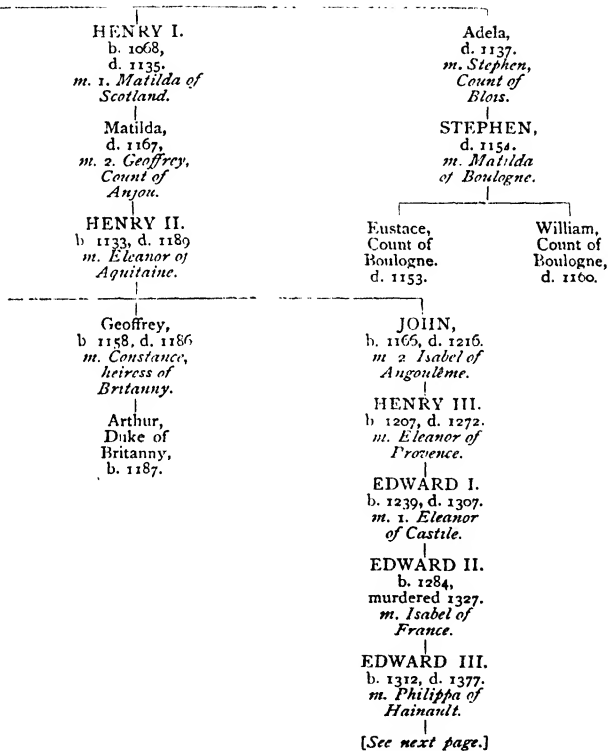 HENRY I.
b. 1068,
d. 1135.
m. 1. Matilda of
Scotland.
Matilda,
d. 1167,
m. 2. Geoffrey,
Count of
Anjou.
HENRY II.
b 1133, d. 1189
m. Eleanor of
Aquitaine.
Adela,
d. 1137.
m. Stephen,
Count of
Blois.
STEPHEN,
d. 1154.
m. Matilda
of Boulogne.
Eustace,
Count of
Boulogne.
d. 1153.
William,
Count of
Boulogne,
d. 1160.
Geoffrey,
b 1158, d. 1186
m. Constance,
heiress of
Britanny.
Arthur,
Duke of
Britanny,
b. 1187.
JOHN,
b. 1166, d. 1216.
m 2 Isabel of
Angoulême.
HENRY III.
b 1207, d. 1272.
m. Eleanor of
Provence.
EDWARD I.
b. 1239, d. 1307.
m. 1. Eleanor
of Castile.
EDWARD II.
b. 1284,
murdered 1327.
m. Isabel of
France.
EDWARD III.
b. 1312, d. 1377.
m. Philippa of
Hainault.
[See next page.]